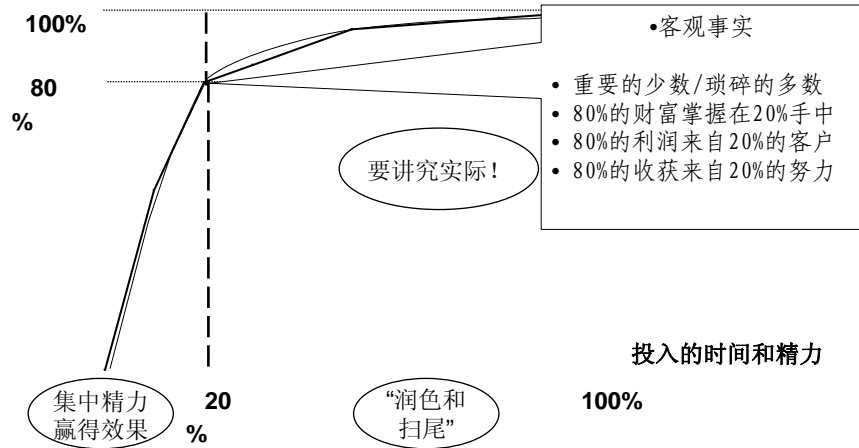 100%
•客观事实
80
%
• 重要的少数/琐碎的多数
• 80%的财富掌握在20%手中
• 80%的利润来自20%的客户
• 80%的收获来自20%的努力
要讲究实际！
投入的时间和精力
集中精力
赢得效果
20
%
“润色和
扫尾”
100%